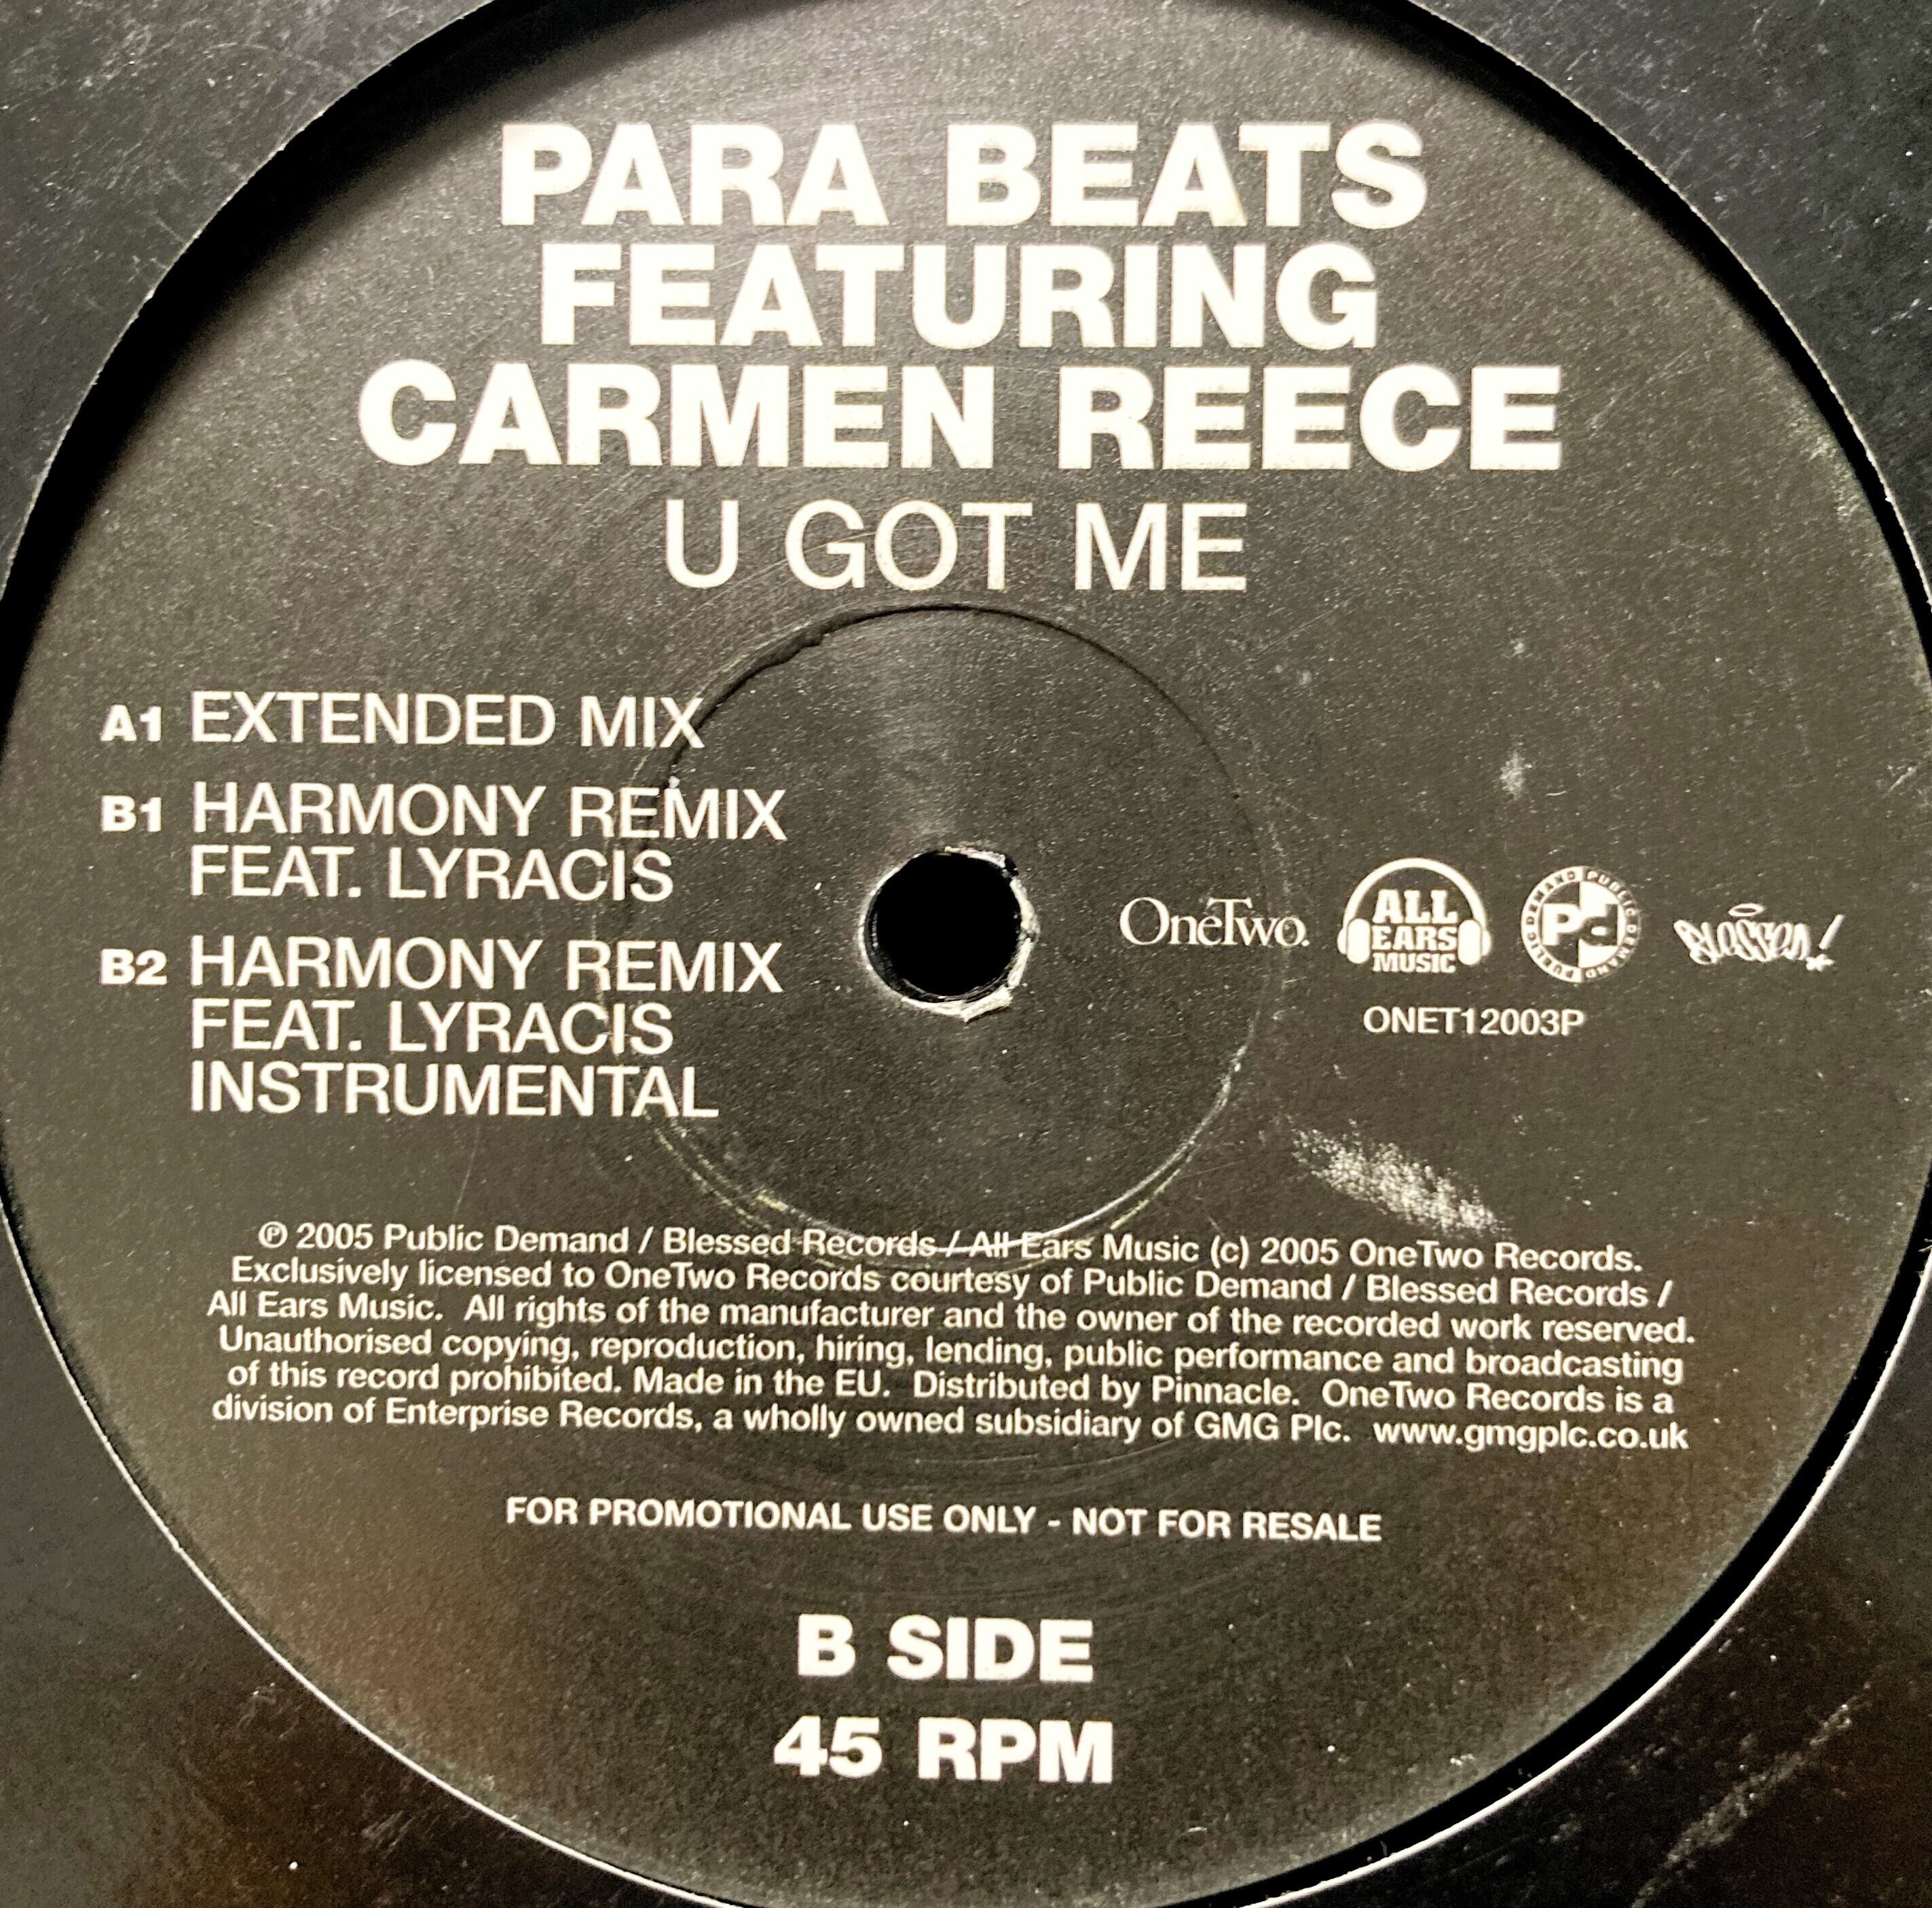 PARA BEATS
FEATURING
CARMEN REECE
U GOT ME
A1 EXTENDED MIX
B1 HARMONY REMIX
FEAT. LYRACIS
B2 HARMONY REMIX
FEAT. LYRACIS
INSTRUMENTAL
OneTwo.
ALL
EARS
MUSIC
PUBLIC DEMAND PUBLIC DEMAND
Pd
Blessed!
ONET12003P
℗ 2005 Public Demand / Blessed Records / All Ears Music (c) 2005 OneTwo Records.
Exclusively licensed to OneTwo Records courtesy of Public Demand / Blessed Records /
All Ears Music. All rights of the manufacturer and the owner of the recorded work reserved.
Unauthorised copying, reproduction, hiring, lending, public performance and broadcasting
of this record prohibited. Made in the EU. Distributed by Pinnacle. OneTwo Records is a
division of Enterprise Records, a wholly owned subsidiary of GMG Plc. www.gmgplc.co.uk
FOR PROMOTIONAL USE ONLY - NOT FOR RESALE
B SIDE
45 RPM